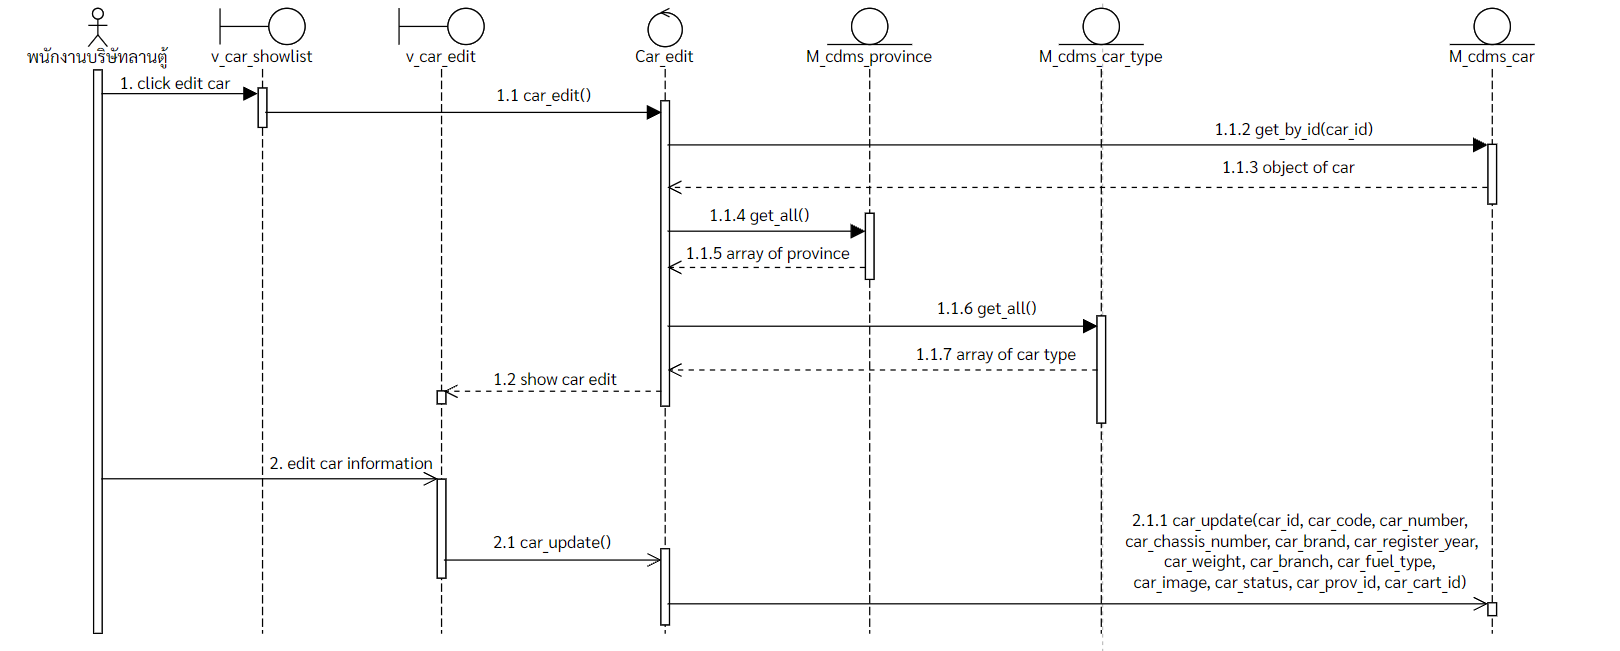 พนักงานบริษัทลานตู้
v_car_showlist
v_car_edit
Car_edit
M_cdms_province
M_cdms_car_type
M_cdms_car
1. click edit car
1.1 car_edit()
1.1.2 get_by_id(car_id)
1.1.3 object of car
1.1.4 get_all()
1.1.5 array of province
1.1.6 get_all()
1.1.7 array of car type
1.2 show car edit
2. edit car information
2.1 car_update()
2.1.1 car_update(car_id, car_code, car_number,
car_chassis_number, car_brand, car_register_year,
car_weight, car_branch, car_fuel_type,
car_image, car_status, car_prov_id, car_cart_id)